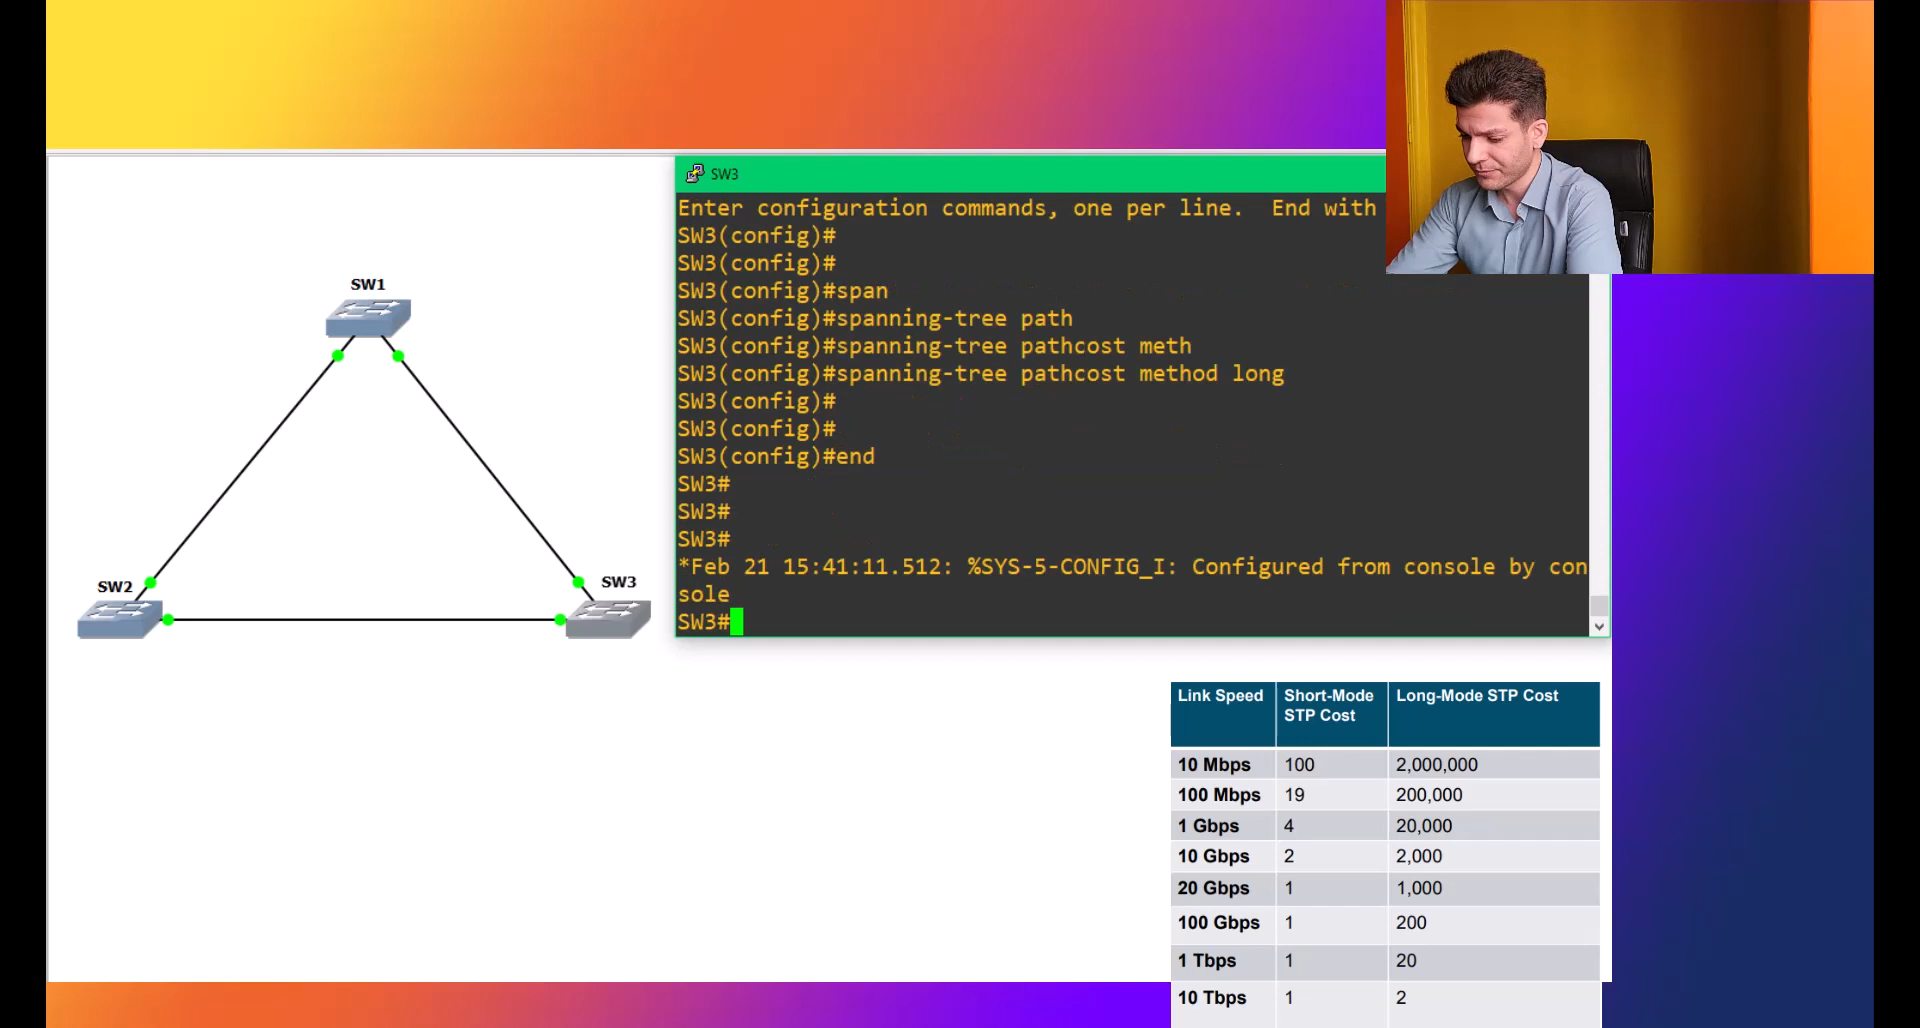 SW3
Enter configuration commands, one per line.  End with
SW3(config)#
SW3(config)#
SW3(config)#span
SW3(config)#spanning-tree path
SW3(config)#spanning-tree pathcost meth
SW3(config)#spanning-tree pathcost method long
SW3(config)#
SW3(config)#
SW3(config)#end
SW3#
SW3#
SW3#
*Feb 21 15:41:11.512: %SYS-5-CONFIG_I: Configured from console by con
sole
SW3#
SW1
SW2
SW3
Link Speed Short-Mode STP Cost Long-Mode STP Cost
10 Mbps 100 2,000,000
100 Mbps 19 200,000
1 Gbps 4 20,000
10 Gbps 2 2,000
20 Gbps 1 1,000
100 Gbps 1 200
1 Tbps 1 20
10 Tbps 1 2